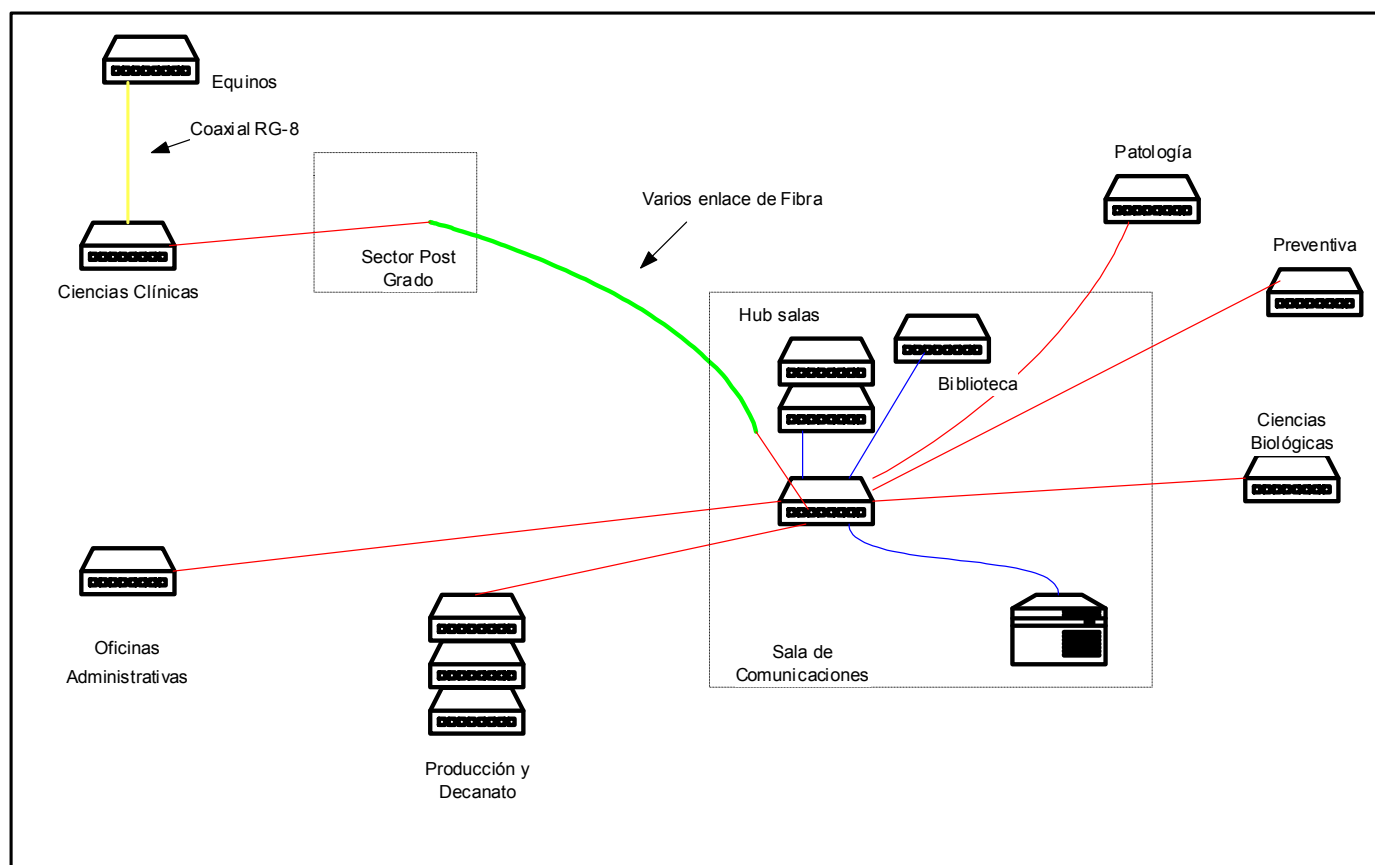 Equinos
Coaxial RG-8
Patología
Varios enlace de Fibra
Sector Post
Grado
Preventiva
Ciencias Clínicas
Hub salas
Biblioteca
Ciencias
Biológicas
Oficinas
Administrativas
Sala de
Comunicaciones
Producción y
Decanato